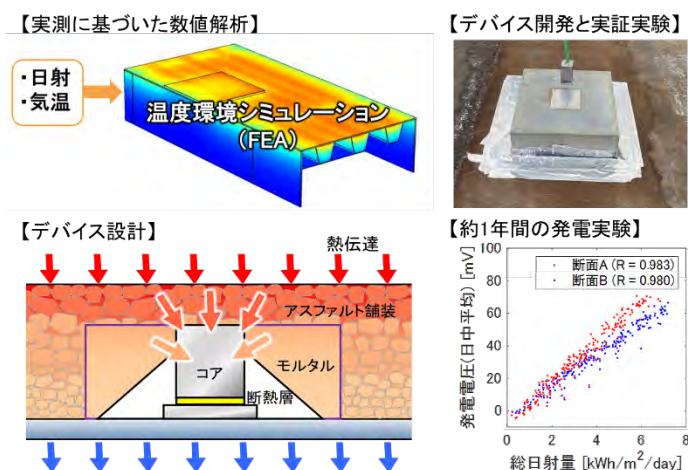 【実測に基づいた数値解析】
・日射
・気温
温度環境シミュレーション
(FEA)
【デバイス開発と実証実験】
【デバイス設計】
熱伝達
アスファルト舗装
コア
モルタル
断熱層
【約1年間の発電実験】
発電電圧(日中平均) [mV]
100
80
60
40
20
0
断面A (R = 0.983)
断面B (R = 0.980)
0 2 4 6 8
総日射量 [kWh/m²/day]